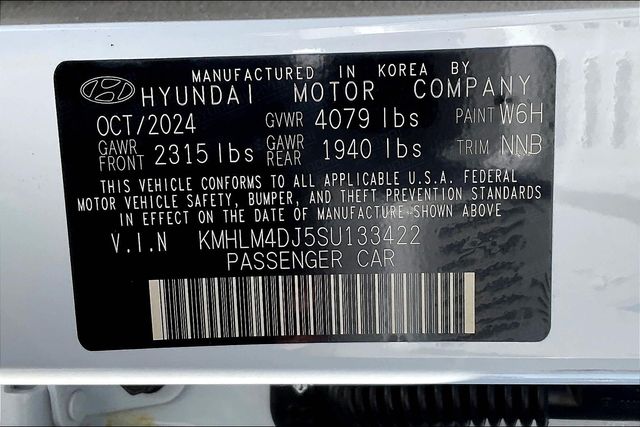 MANUFACTURED IN KOREA BY
HYUNDAI MOTOR COMPANY
OCT/2024 GVWR 4079 lbs PAINT W6H
GAWR FRONT 2315 lbs GAWR REAR 1940 lbs TRIM NNB
THIS VEHICLE CONFORMS TO ALL APPLICABLE U.S.A. FEDERAL
MOTOR VEHICLE SAFETY, BUMPER, AND THEFT PREVENTION STANDARDS
IN EFFECT ON THE DATE OF MANUFACTURE SHOWN ABOVE
V.I.N KMHLM4DJ5SU133422
PASSENGER CAR